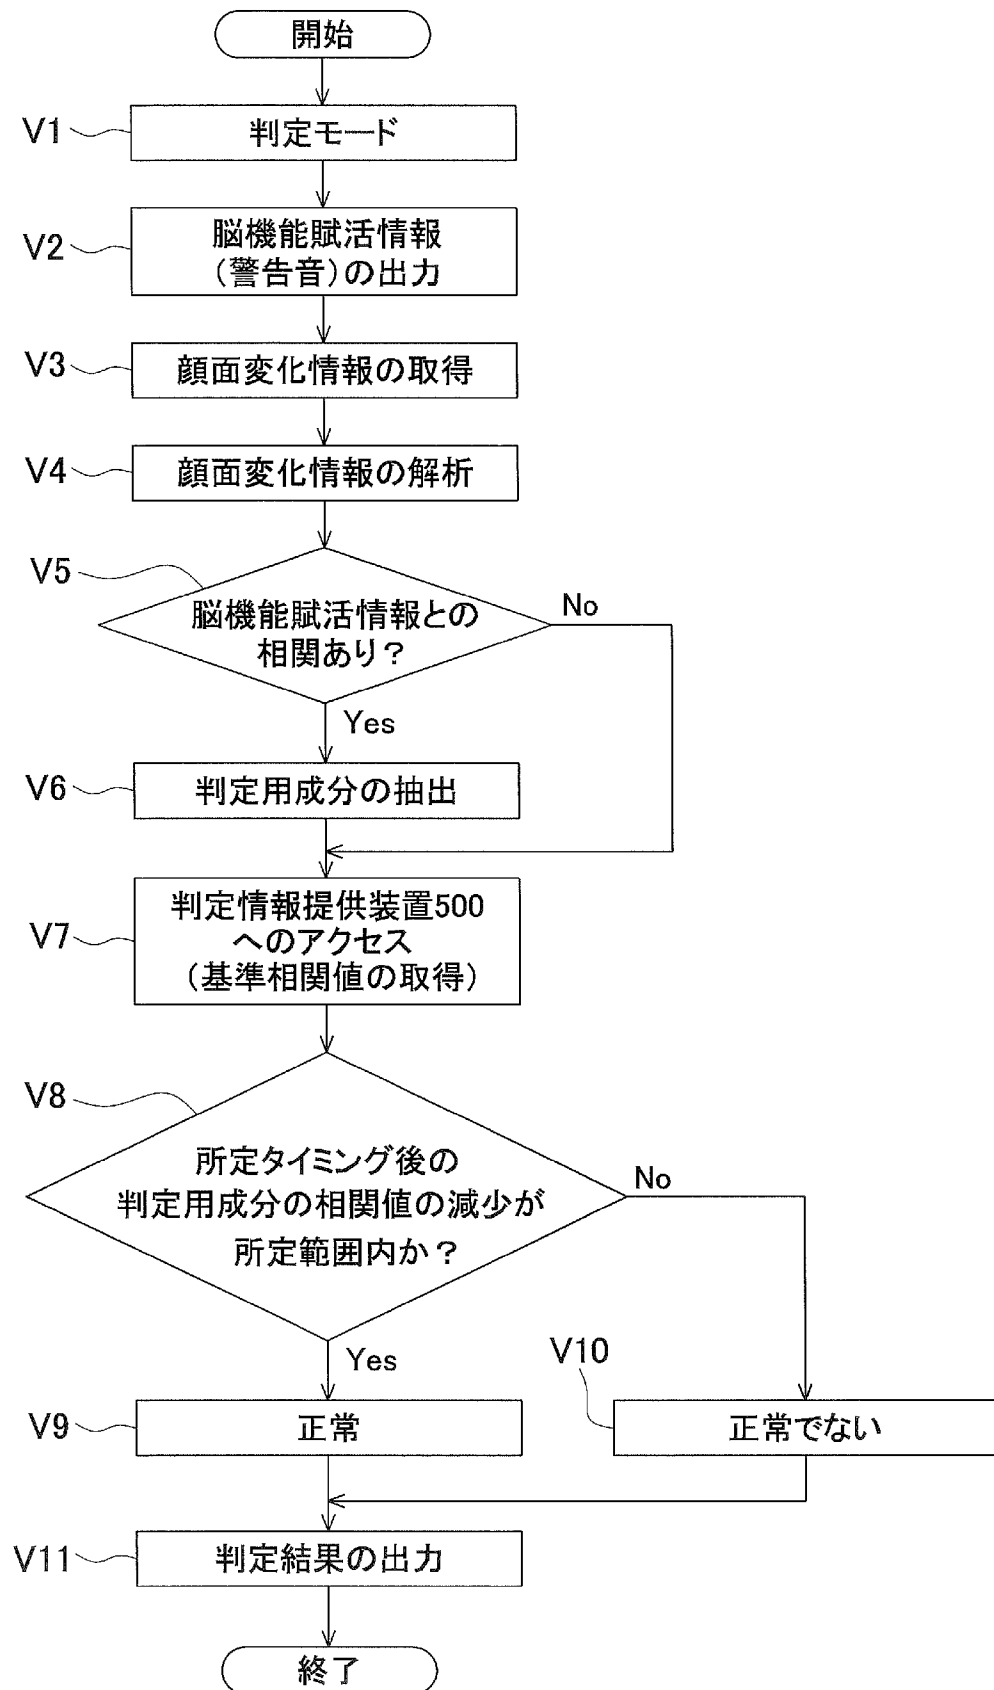 開始
V1
判定モード
V2
脳機能賦活情報
(警告音)の出力
V3
顔面変化情報の取得
V4
顔面変化情報の解析
V5
脳機能賦活情報との
相関あり?
No
Yes
V6
判定用成分の抽出
V7
判定情報提供装置500
へのアクセス
(基準相関値の取得)
V8
所定タイミング後の
判定用成分の相関値の減少が
所定範囲内か?
No
Yes
V9
正常
V10
正常でない
V11
判定結果の出力
終了